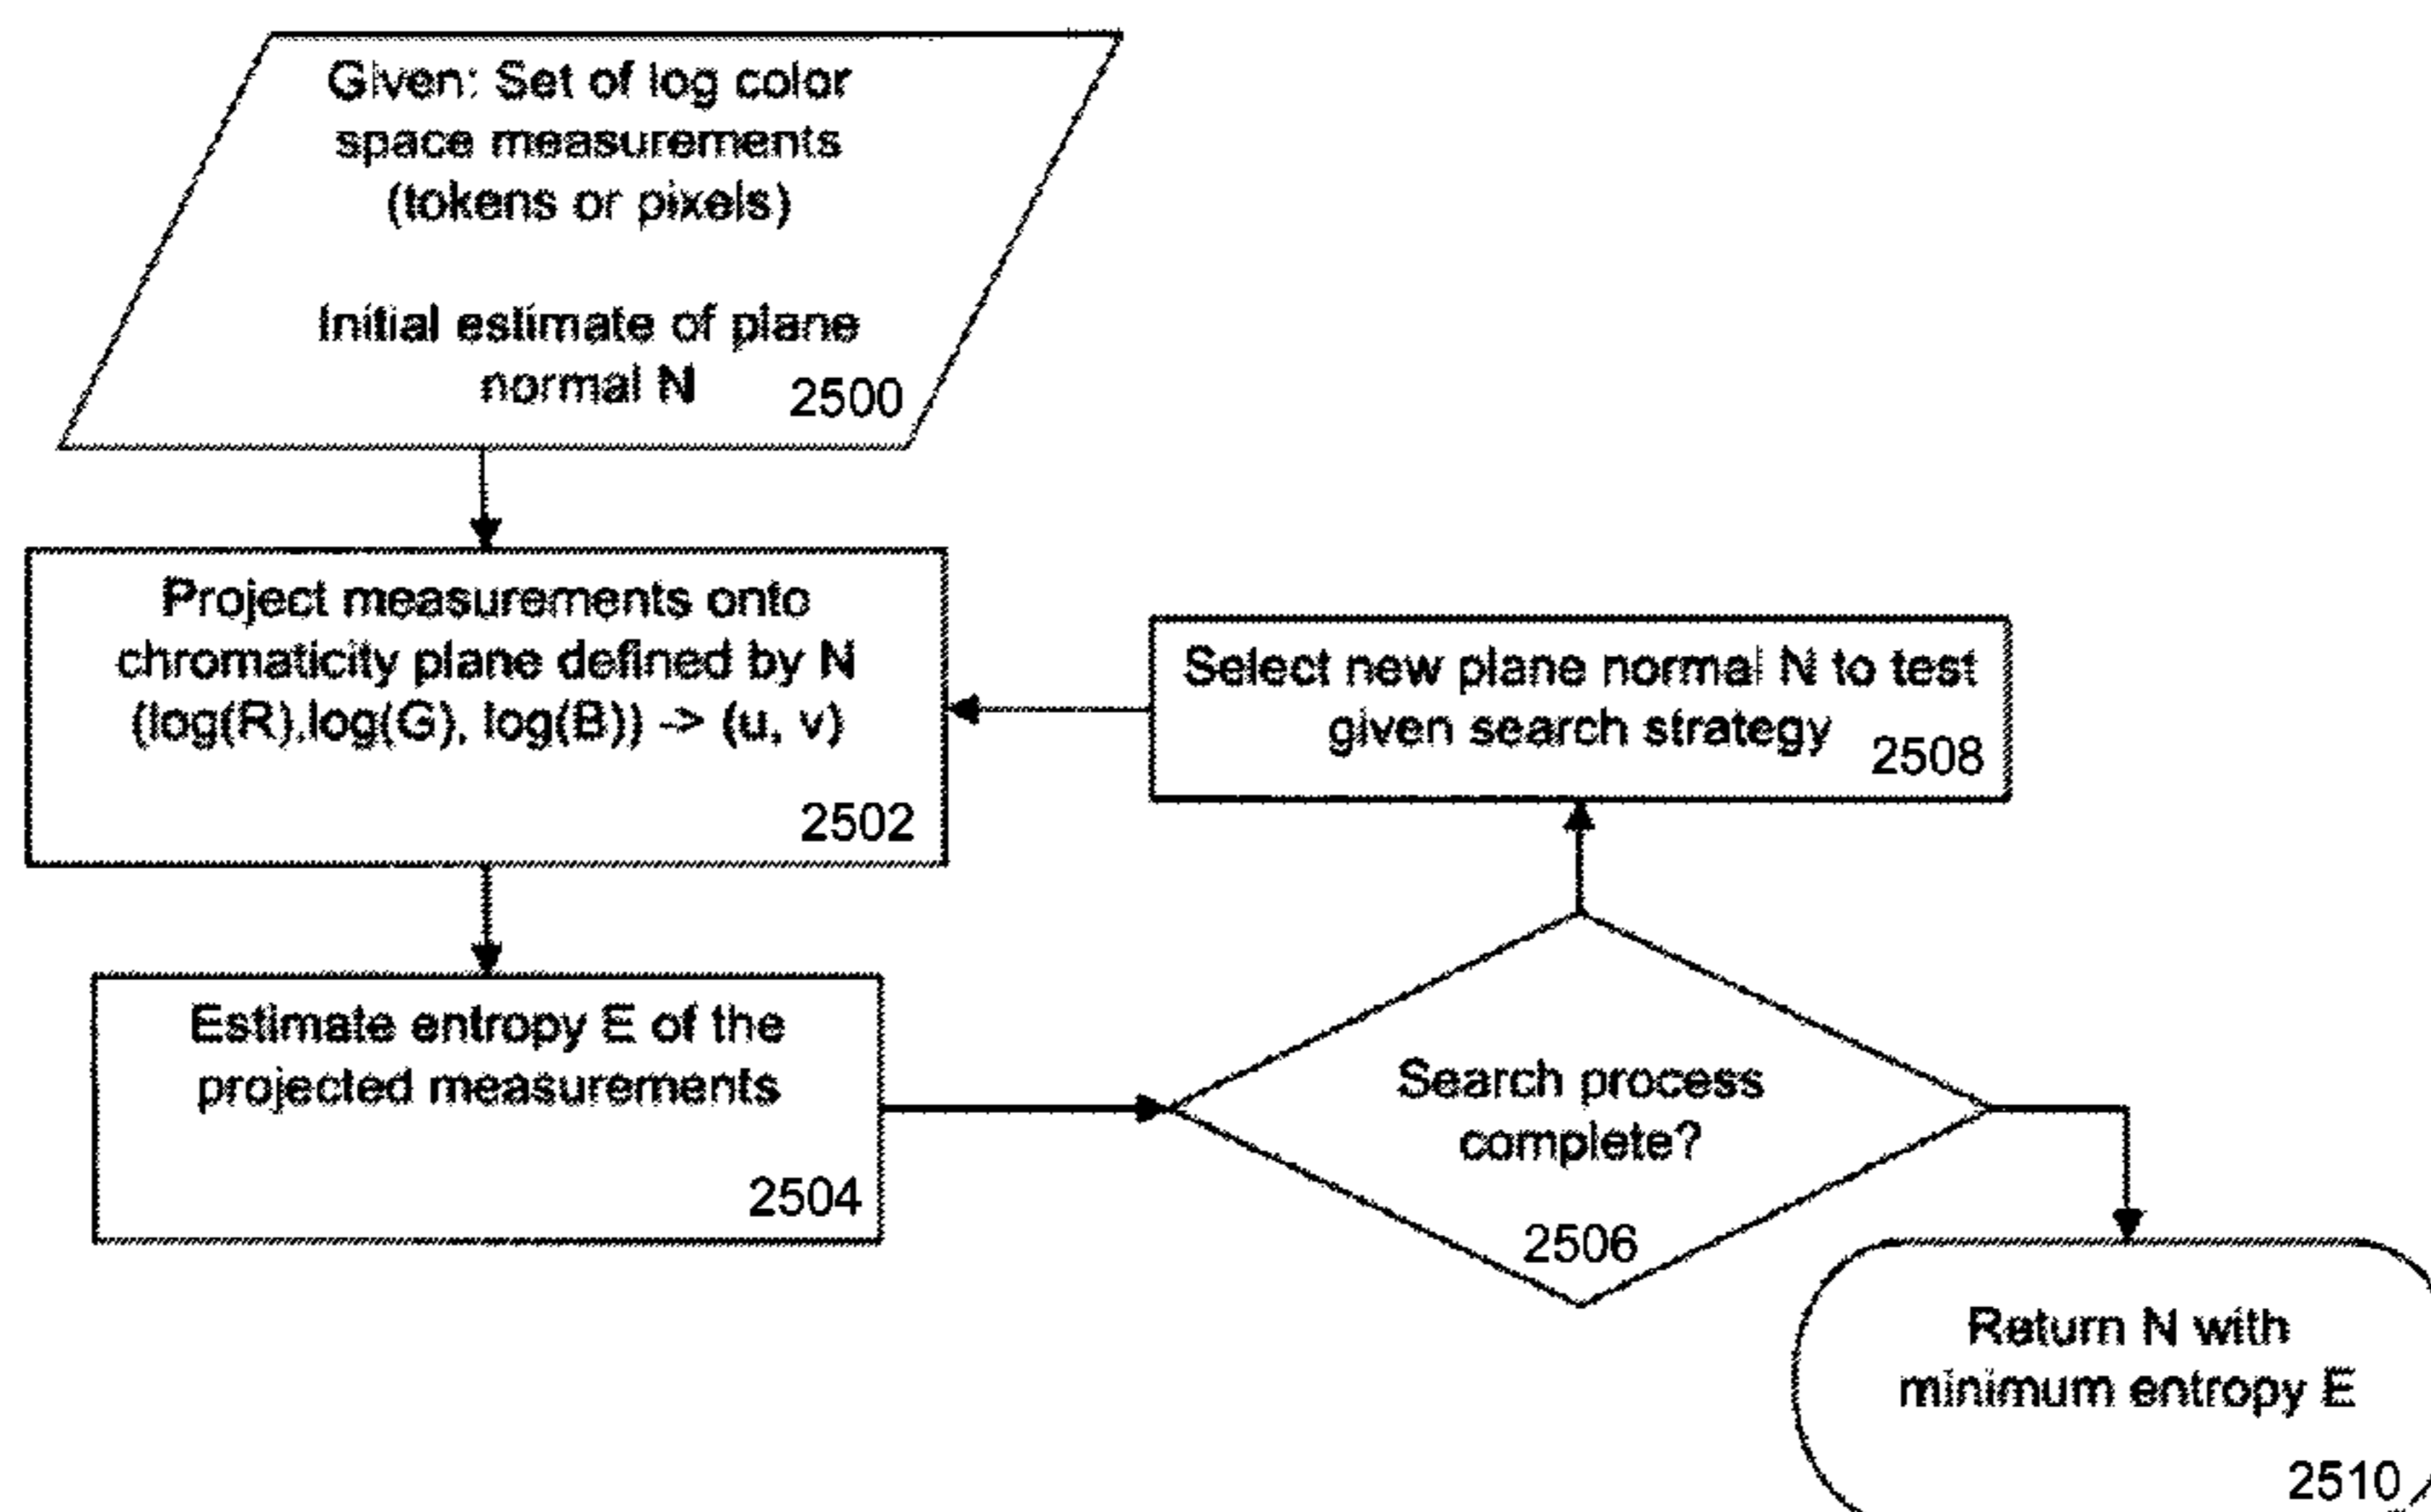 Given: Set of log color
space measurements
(tokens or pixels)
Initial estimate of plane
normal N
2500
Project measurements onto
chromaticity plane defined by N
(log(R),log(G), log(B)) -> (u, v)
2502
Estimate entropy E of the
projected measurements
2504
Search process
complete?
2506
Select new plane normal N to test
given search strategy
2508
Return N with
minimum entropy E
2510